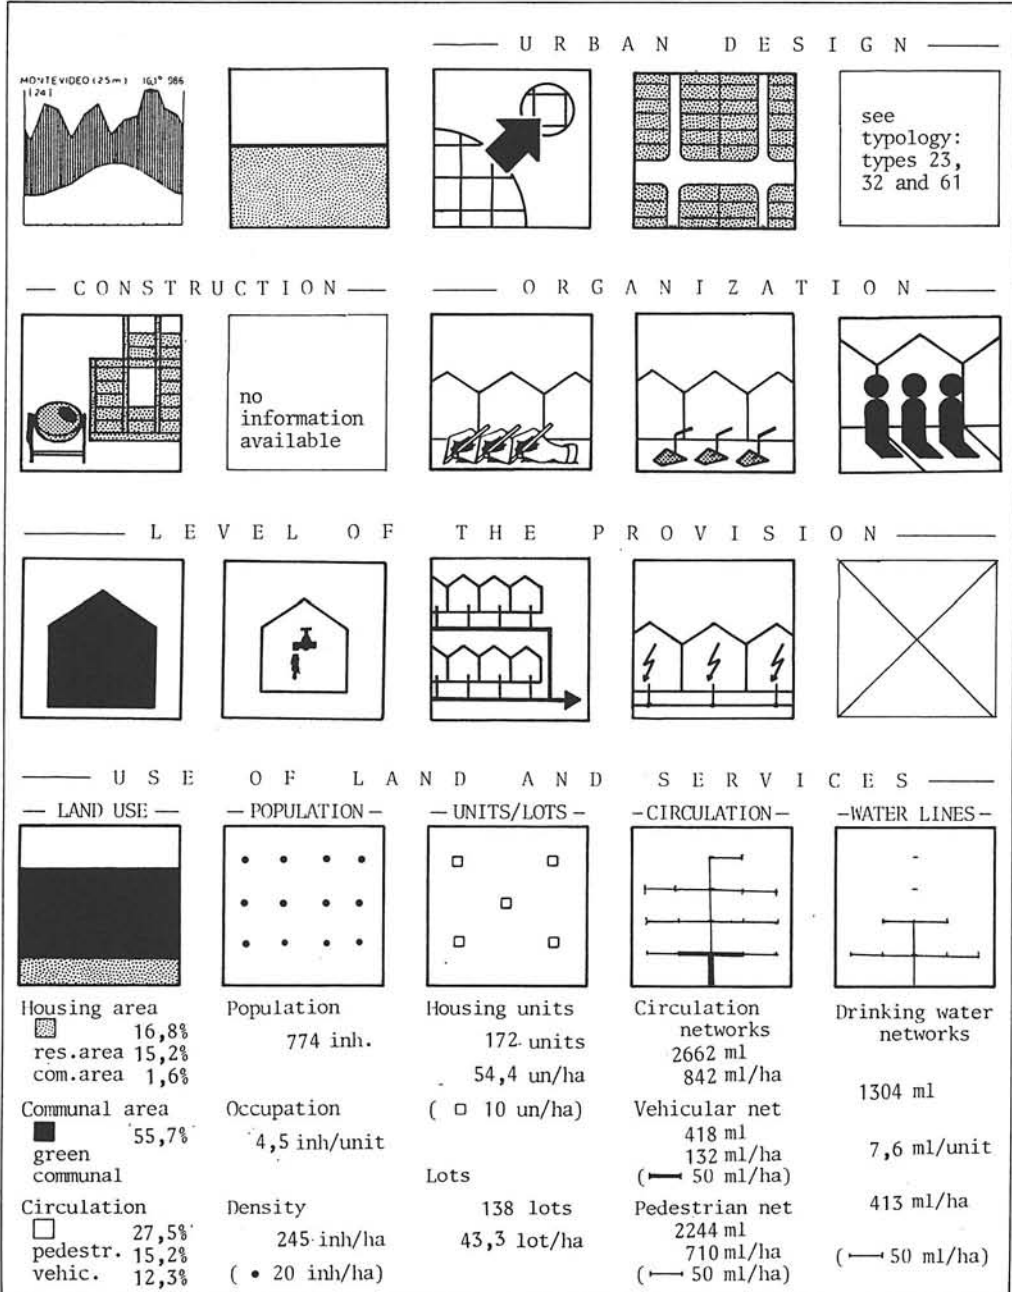 URBAN DESIGN
MONTEVIDEO (25m) 16,1° 986
[24]
see
typology:
types 23,
32 and 61
CONSTRUCTION
ORGANIZATION
no
information
available
LEVEL OF THE PROVISION
USE OF LAND AND SERVICES
LAND USE
Housing area
16,8%
res.area 15,2%
com.area 1,6%
Communal area
55,7%
green
communal
Circulation
27,5%
pedestr. 15,2%
vehic. 12,3%
POPULATION
Population
774 inh.
Occupation
4,5 inh/unit
Density
245 inh/ha
( • 20 inh/ha)
UNITS/LOTS
Housing units
172 units
54,4 un/ha
( □ 10 un/ha)
Lots
138 lots
43,3 lot/ha
CIRCULATION
Circulation
networks
2662 ml
842 ml/ha
Vehicular net
418 ml
132 ml/ha
( 50 ml/ha)
Pedestrian net
2244 ml
710 ml/ha
( 50 ml/ha)
WATER LINES
Drinking water
networks
1304 ml
7,6 ml/unit
413 ml/ha
( 50 ml/ha)